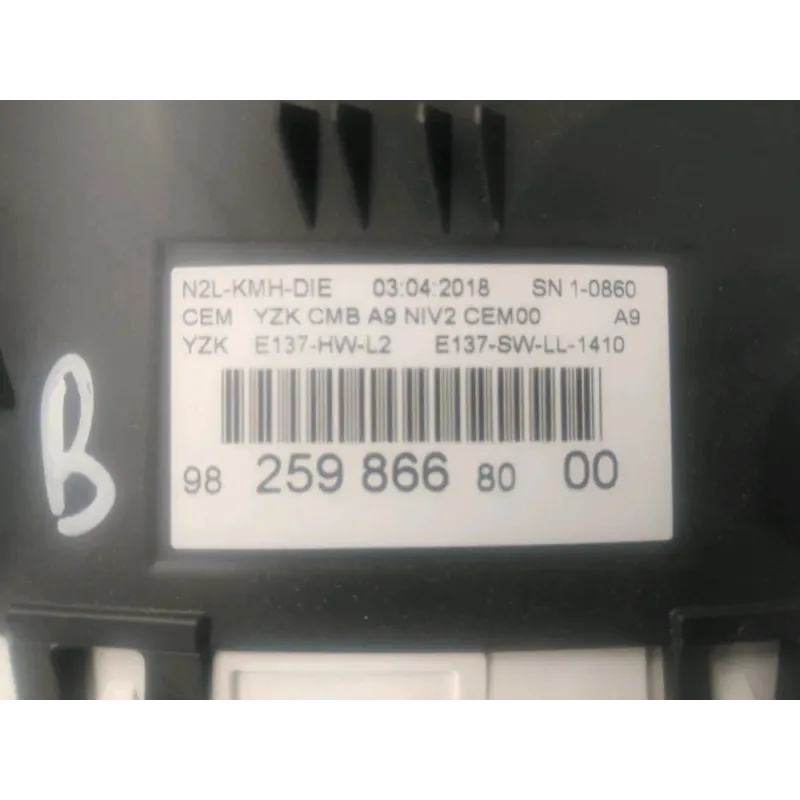 N2L-KMH-DIE 03:04:2018 SN 1-0860
CEM YZK CMB A9 NIV2 CEM00 A9
YZK E137-HW-L2 E137-SW-LL-1410
98 259 866 80 00
B